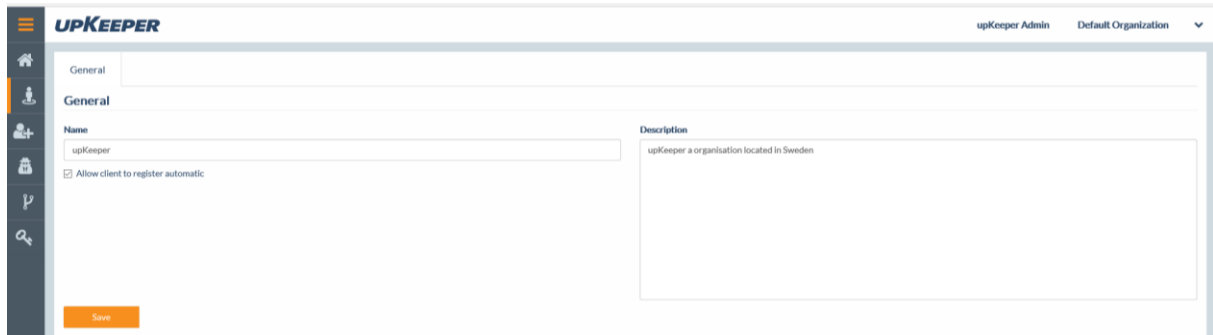 UPKEEPER
upKeeper Admin Default Organization
General
General
Name
upKeeper
Allow client to register automatic
Description
upKeeper a organisation located in Sweden
Save